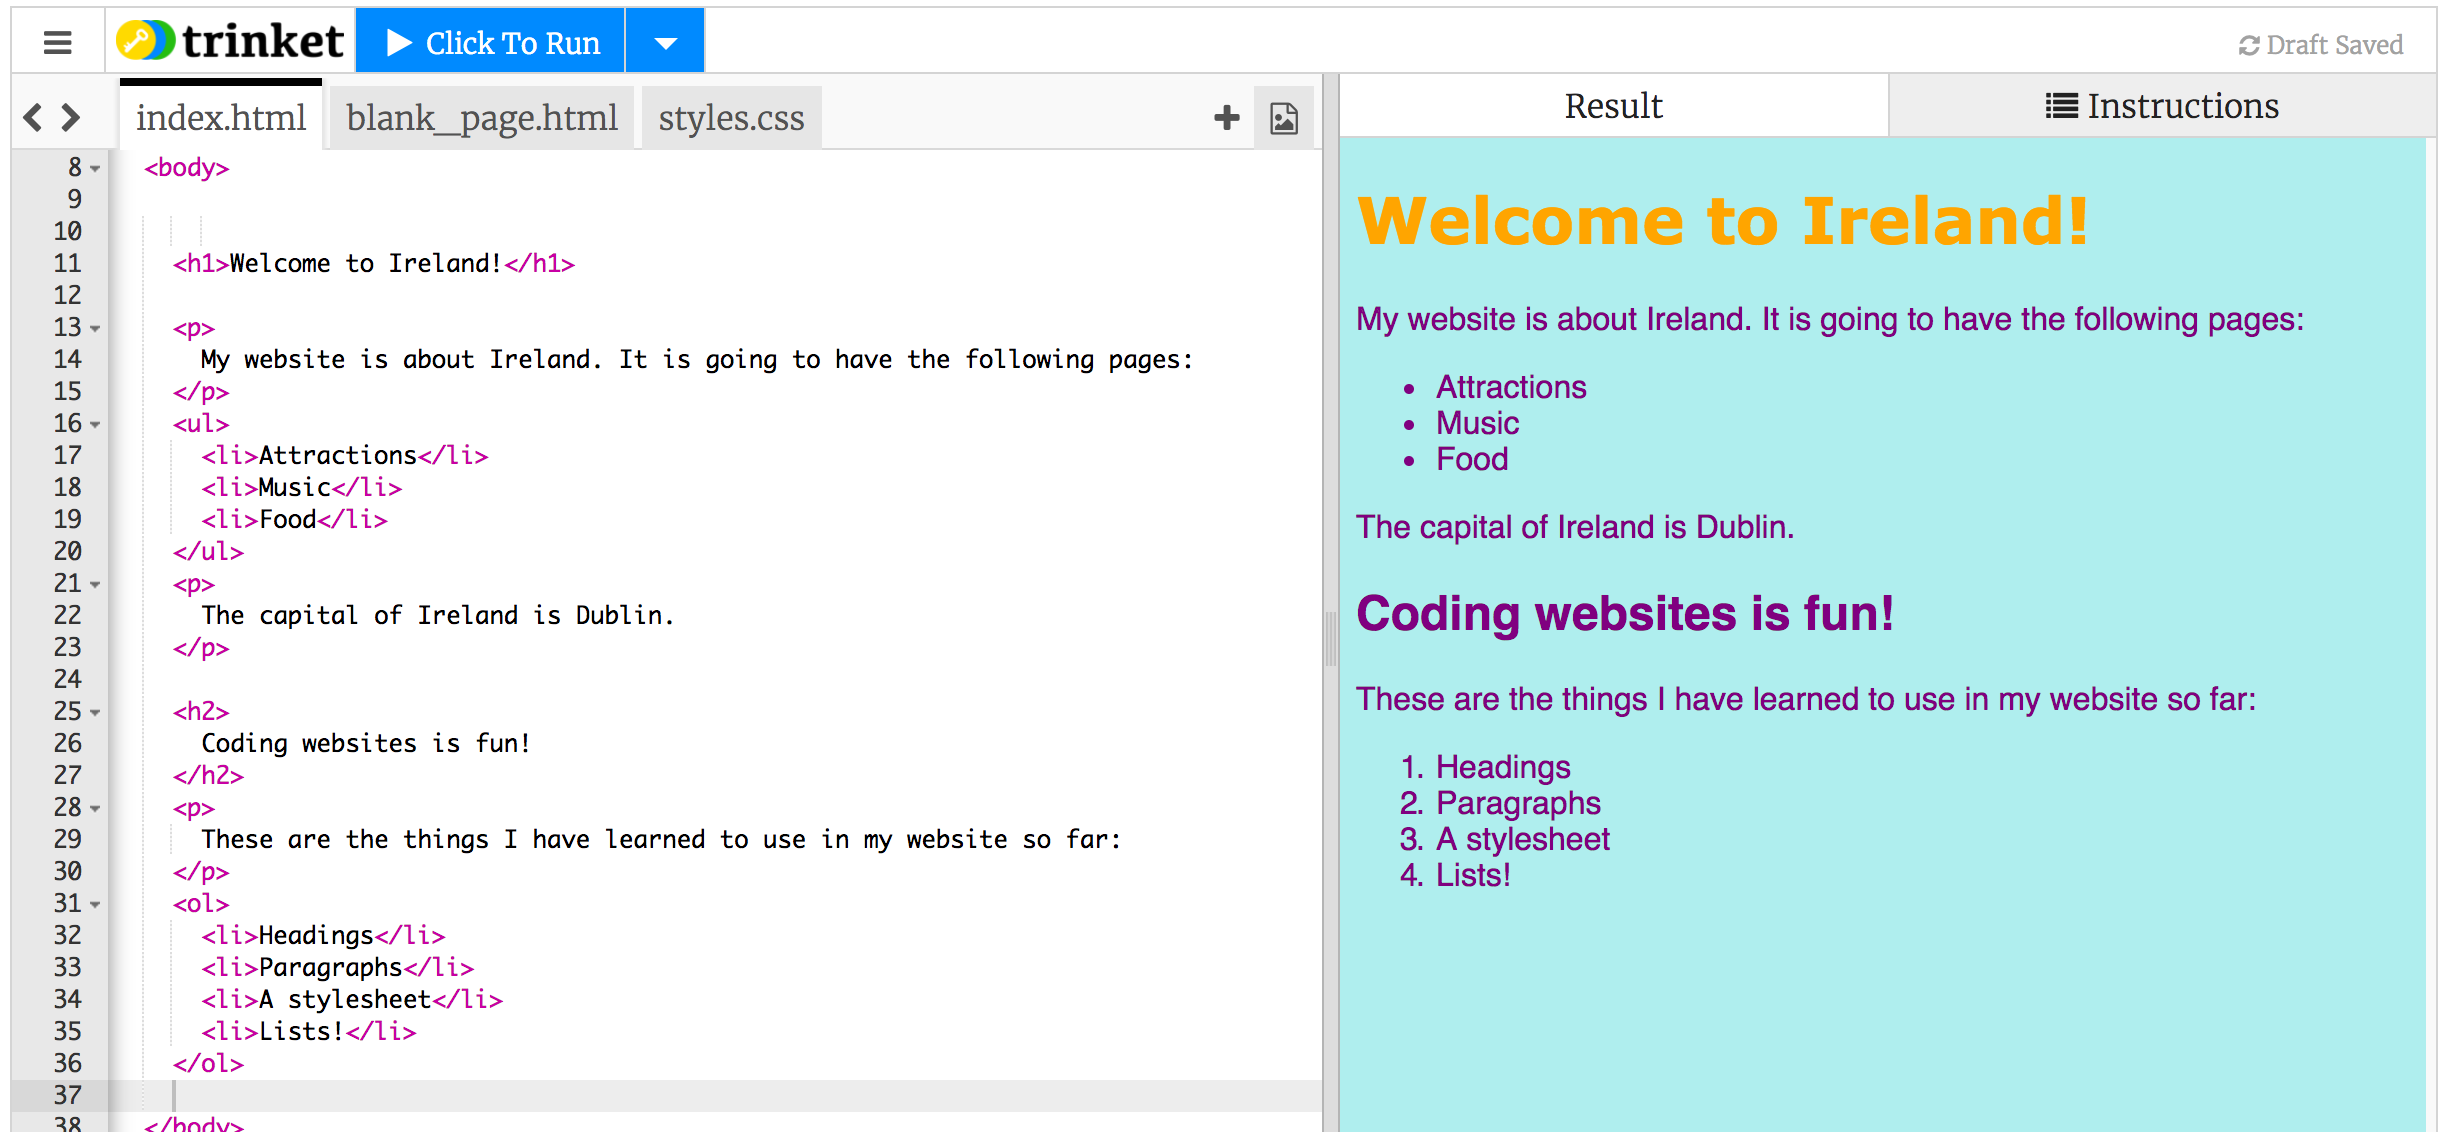 trinket Click To Run Draft Saved
index.html blank_page.html styles.css
Result Instructions
8 <body>
9
10
11 <h1>Welcome to Ireland!</h1>
12
13 <p>
14 My website is about Ireland. It is going to have the following pages:
15 </p>
16 <ul>
17 <li>Attractions</li>
18 <li>Music</li>
19 <li>Food</li>
20 </ul>
21 <p>
22 The capital of Ireland is Dublin.
23 </p>
24
25 <h2>
26 Coding websites is fun!
27 </h2>
28 <p>
29 These are the things I have learned to use in my website so far:
30 </p>
31 <ol>
32 <li>Headings</li>
33 <li>Paragraphs</li>
34 <li>A stylesheet</li>
35 <li>Lists!</li>
36 </ol>
37
38 </body>
Welcome to Ireland!
My website is about Ireland. It is going to have the following pages:
• Attractions
• Music
• Food
The capital of Ireland is Dublin.
Coding websites is fun!
These are the things I have learned to use in my website so far:
1. Headings
2. Paragraphs
3. A stylesheet
4. Lists!